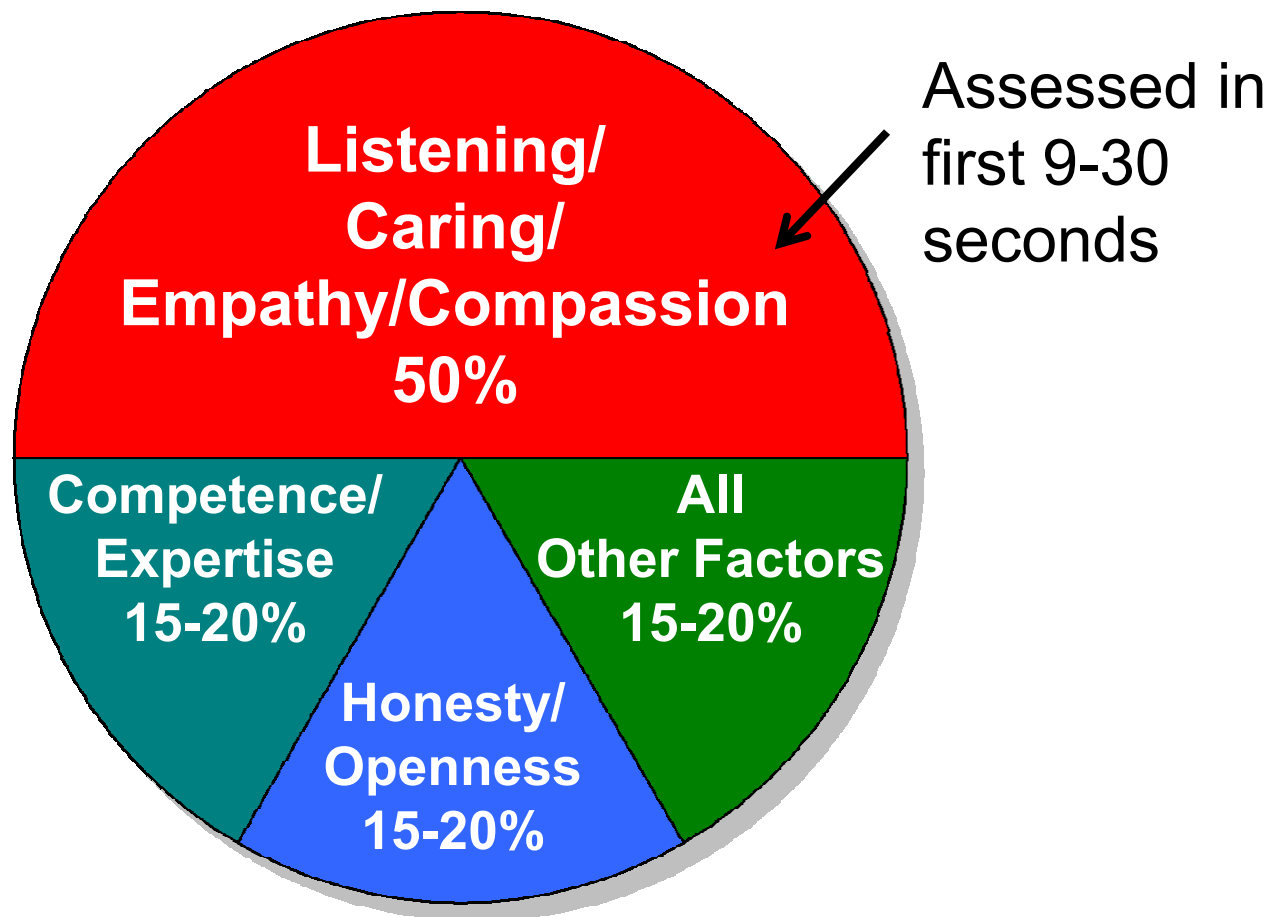 Listening/
Caring/
Empathy/Compassion
50%
Assessed in
first 9-30
seconds
Competence/
Expertise
15-20%
Honesty/
Openness
15-20%
All
Other Factors
15-20%